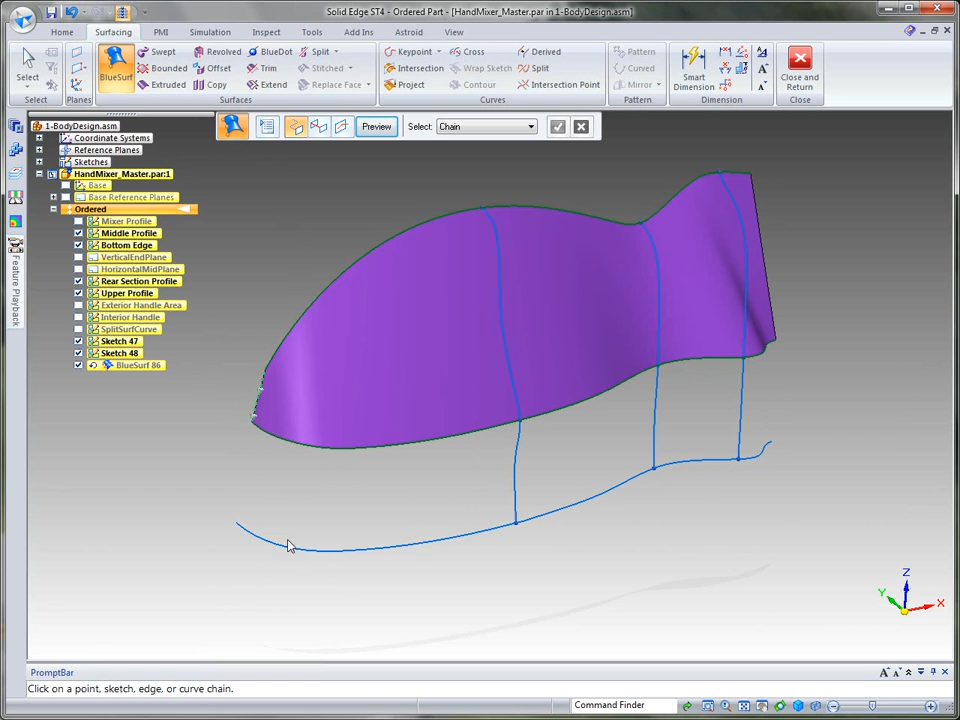 Solid Edge ST4 - Ordered Part - [HandMixer_Master.par in 1-BodyDesign.asm]
Home Surfacing PMI Simulation Inspect Tools Add Ins Astroid View
Select
Select
Planes
BlueSurf
Swept Revolved BlueDot Split
Bounded Offset Trim Stitched
Extruded Copy Extend Replace Face
Surfaces
Keypoint Cross Derived
Intersection Wrap Sketch Split
Project Contour Intersection Point
Curves
Pattern
Curved
Mirror
Pattern
Smart Dimension
Dimension
Close and Return
Close
Preview Select: Chain
1-BodyDesign.asm
Coordinate Systems
Reference Planes
Sketches
HandMixer_Master.par:1
Base
Base Reference Planes
Ordered
Mixer Profile
Middle Profile
Bottom Edge
VerticalEndPlane
HorizontalMidPlane
Rear Section Profile
Upper Profile
Exterior Handle Area
Interior Handle
SplitSurfCurve
Sketch 47
Sketch 48
BlueSurf 86
Feature Playback
Z
Y
X
PromptBar
Click on a point, sketch, edge, or curve chain.
Command Finder